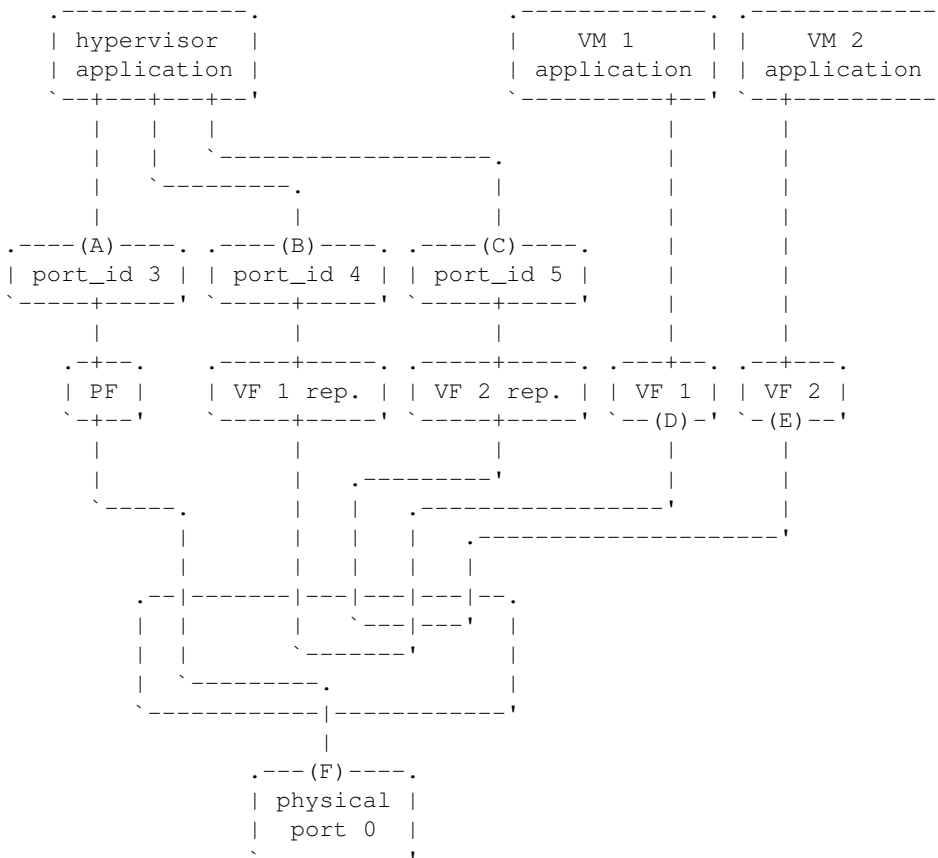 hypervisor VM 1 VM 2
application application application
(A) (B) (C)
port_id 3 port_id 4 port_id 5
PF VF 1 rep. VF 2 rep. VF 1 VF 2
(D) (E)
(F)
physical
port 0